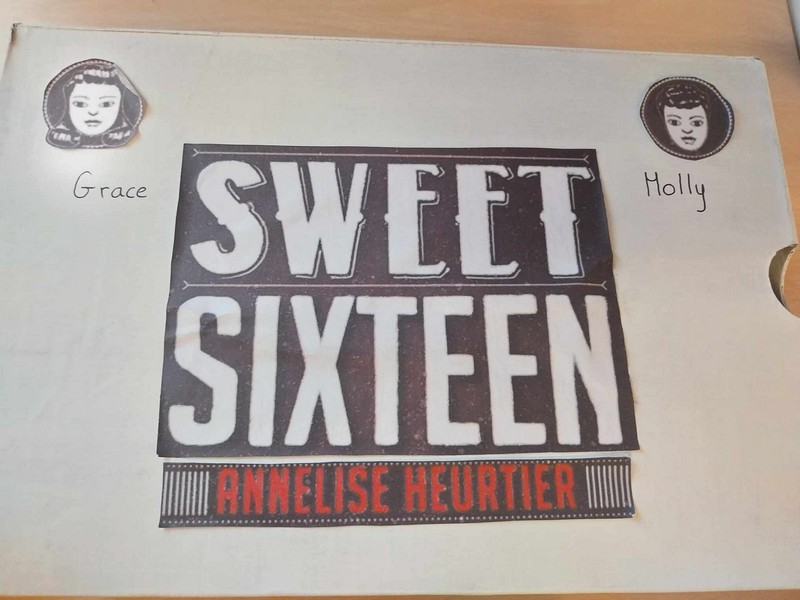 Grace
Molly
SWEET
SIXTEEN
ANNELISE HEURTIER